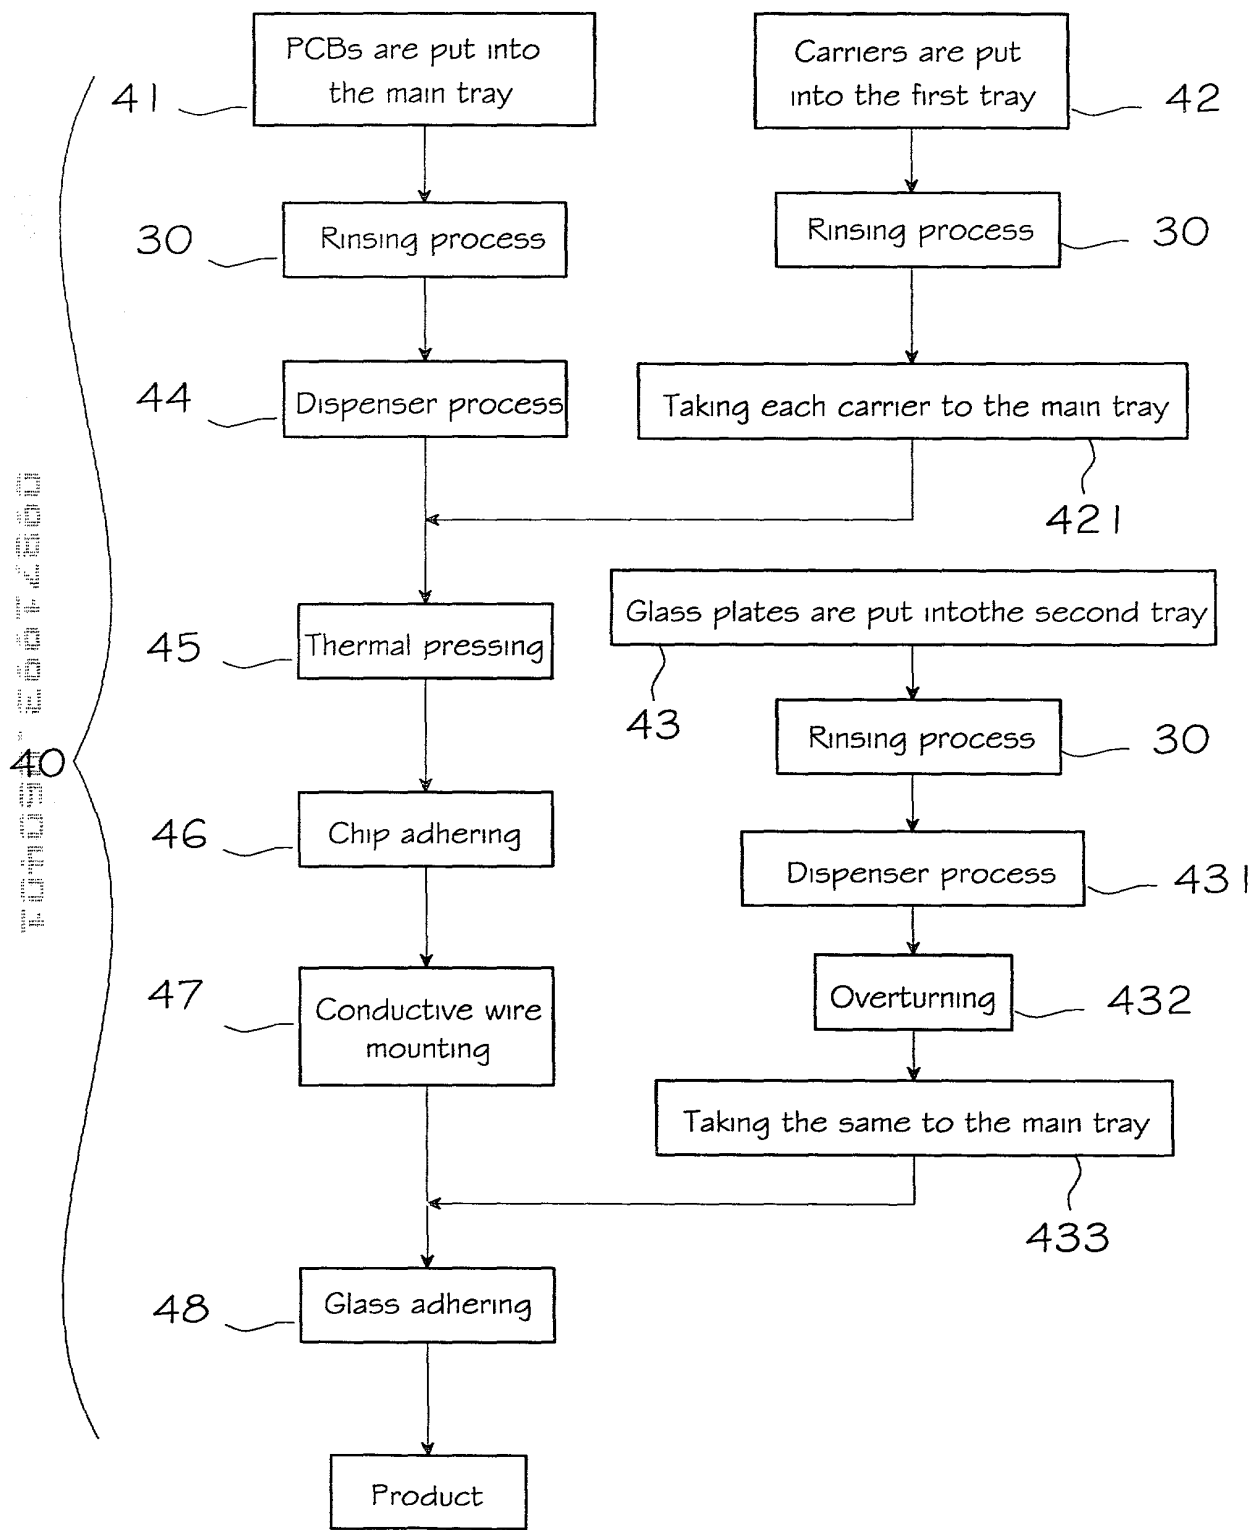 PCBs are put into
the main tray
41
Carriers are put
into the first tray
42
30
Rinsing process
Rinsing process
30
44
Dispenser process
Taking each carrier to the main tray
421
45
Thermal pressing
Glass plates are put intothe second tray
43
Rinsing process
30
40
46
Chip adhering
Dispenser process
431
47
Conductive wire
mounting
Overturning
432
Taking the same to the main tray
433
48
Glass adhering
Product